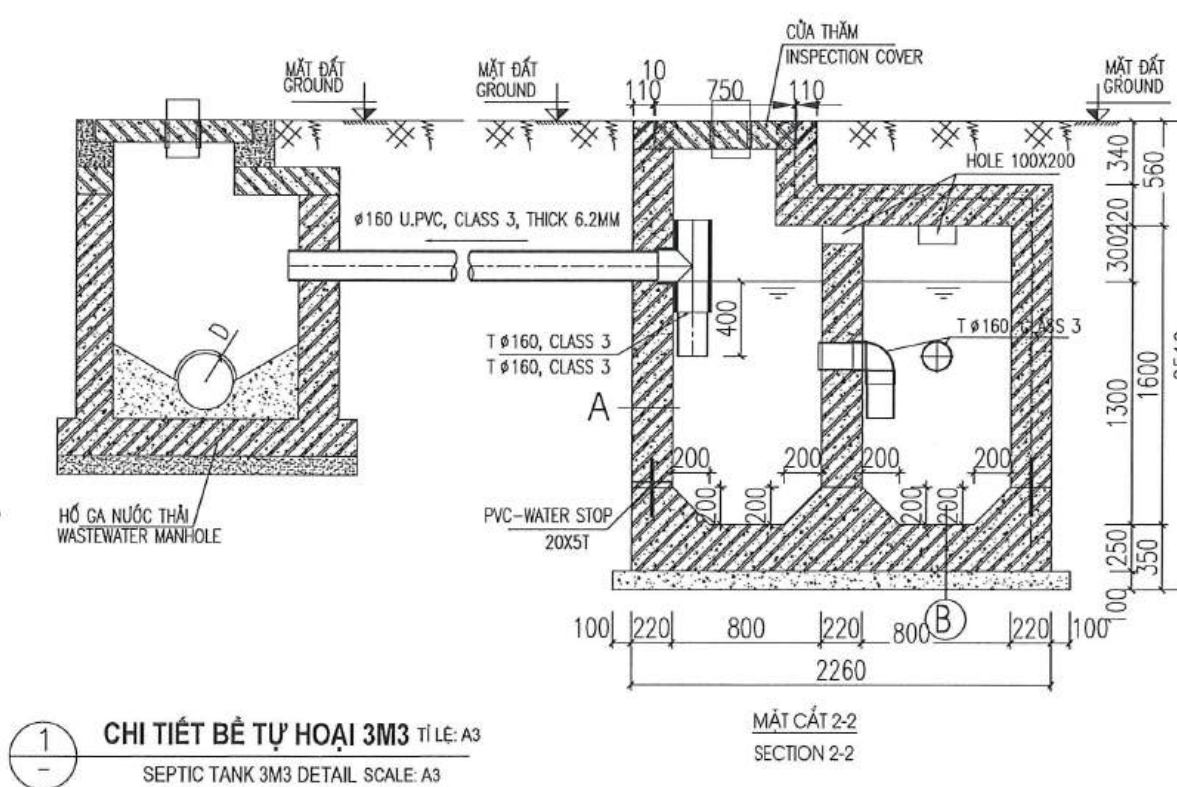 CỬA THĂM
INSPECTION COVER
MẶT ĐẤT
GROUND
MẶT ĐẤT
GROUND
MẶT ĐẤT
GROUND
10
110
750
110
HOLE 100X200
340
560
220
300
ø160 U.PVC, CLASS 3, THICK 6.2MM
400
T ø160, CLASS 3
T ø160, CLASS 3
T ø160, CLASS 3
D
A
1300
1600
200
200
200
200
200
200
200
200
PVC-WATER STOP
20X5T
HỐ GA NƯỚC THẢI
WASTEWATER MANHOLE
250
350
100
B
100
220
800
220
800
220
100
2260
MẶT CẮT 2-2
SECTION 2-2
1
-
CHI TIẾT BỂ TỰ HOẠI 3M3 TỈ LỆ: A3
SEPTIC TANK 3M3 DETAIL SCALE: A3